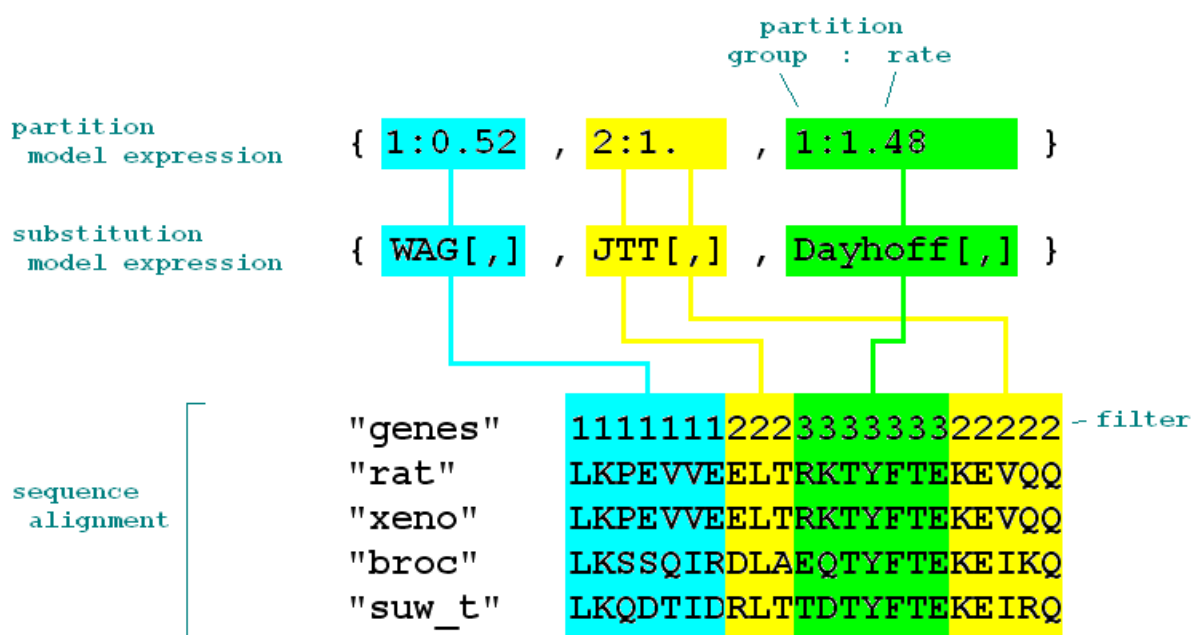 partition
group : rate
partition
model expression
{ 1:0.52 , 2:1. , 1:1.48 }
substitution
model expression
{ WAG[,] , JTT[,] , Dayhoff[,] }
"genes" 1111111222333333322222 filter
"rat" LKPEVVEELTRKTYFTEKEVQQ
sequence
alignment
"xeno" LKPEVVEELTRKTYFTEKEVQQ
"broc" LKSSQIRDLAEQTYFTEKEIKQ
"suw_t" LKQDTIDRLTTDTYFTEKEIRQ